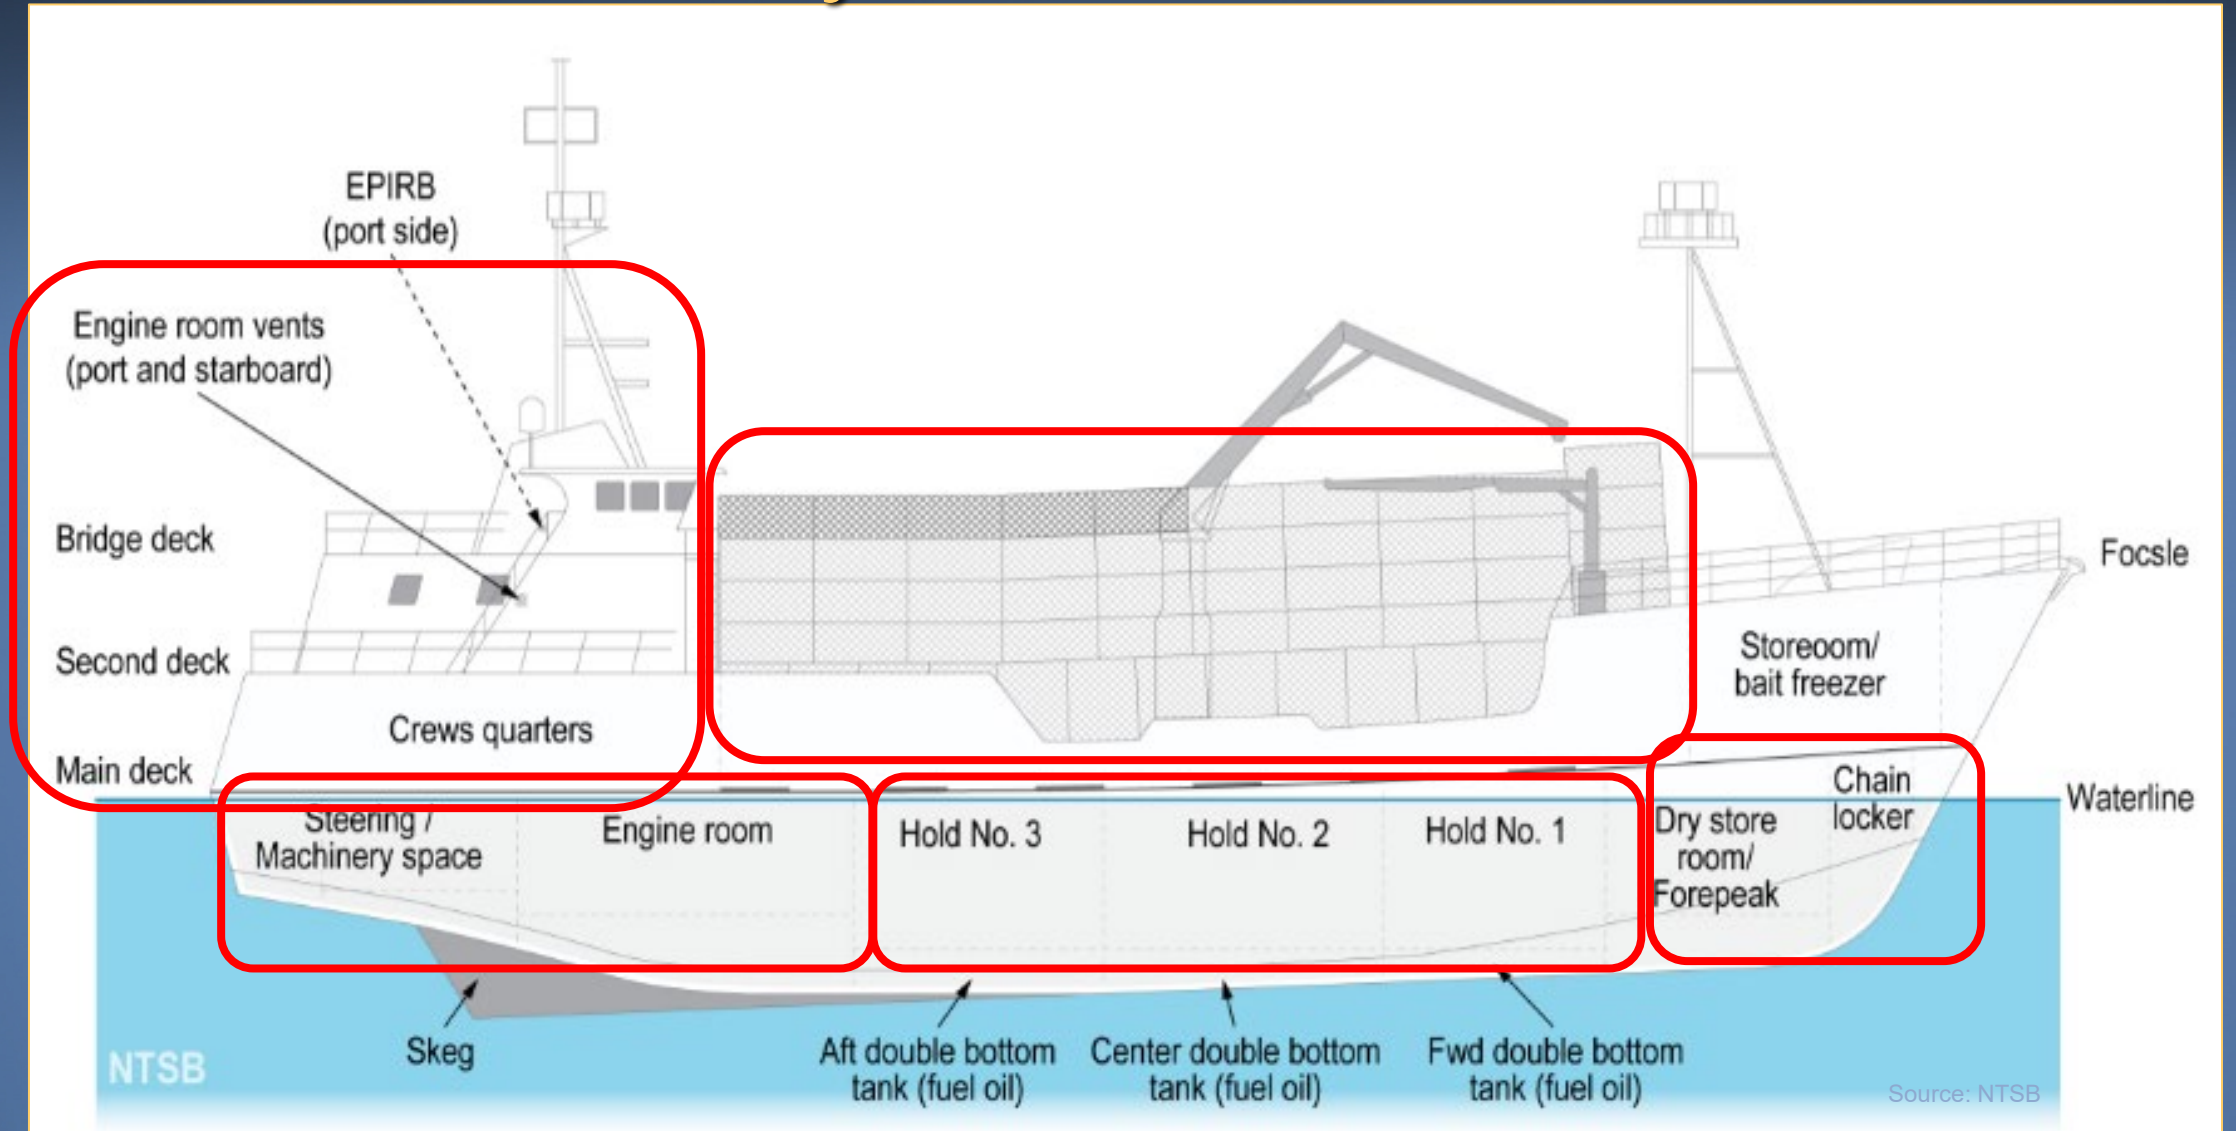 EPIRB
(port side)
Engine room vents
(port and starboard)
Bridge deck
Focsle
Second deck
Storeoom/
bait freezer
Crews quarters
Main deck
Chain
locker
Waterline
Steering /
Machinery space
Engine room
Hold No. 3
Hold No. 2
Hold No. 1
Dry store
room/
Forepeak
Skeg
Aft double bottom
tank (fuel oil)
Center double bottom
tank (fuel oil)
Fwd double bottom
tank (fuel oil)
NTSB
Source: NTSB